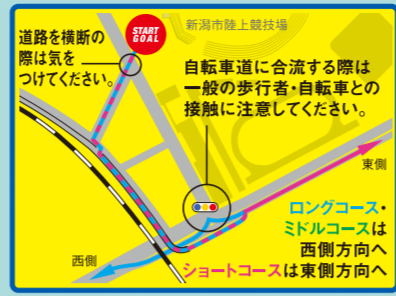 新潟市陸上競技場
道路を横断の
際は気を
つけてください。
START
GOAL
自転車道に合流する際は
一般の歩行者・自転車との
接触に注意してください。
東側
ロングコース・
ミドルコースは
西側方向へ
ショートコースは東側方向へ
西側